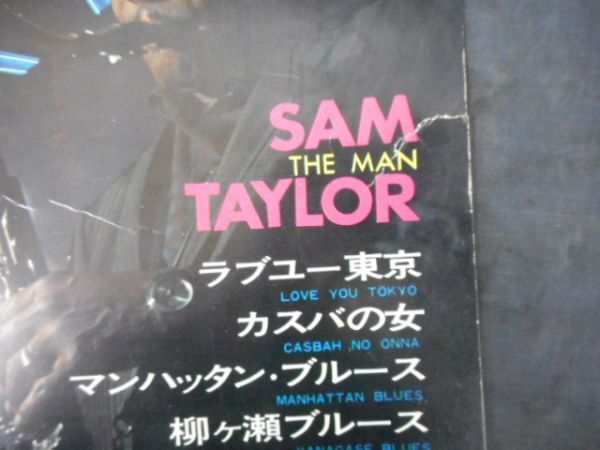 SAM
THE MAN
TAYLOR
ラブユー東京
LOVE YOU TOKYO
カスバの女
CASBAH NO ONNA
マンハッタン・ブルース
MANHATTAN BLUES
柳ヶ瀬ブルース
YANAGASE BLUES